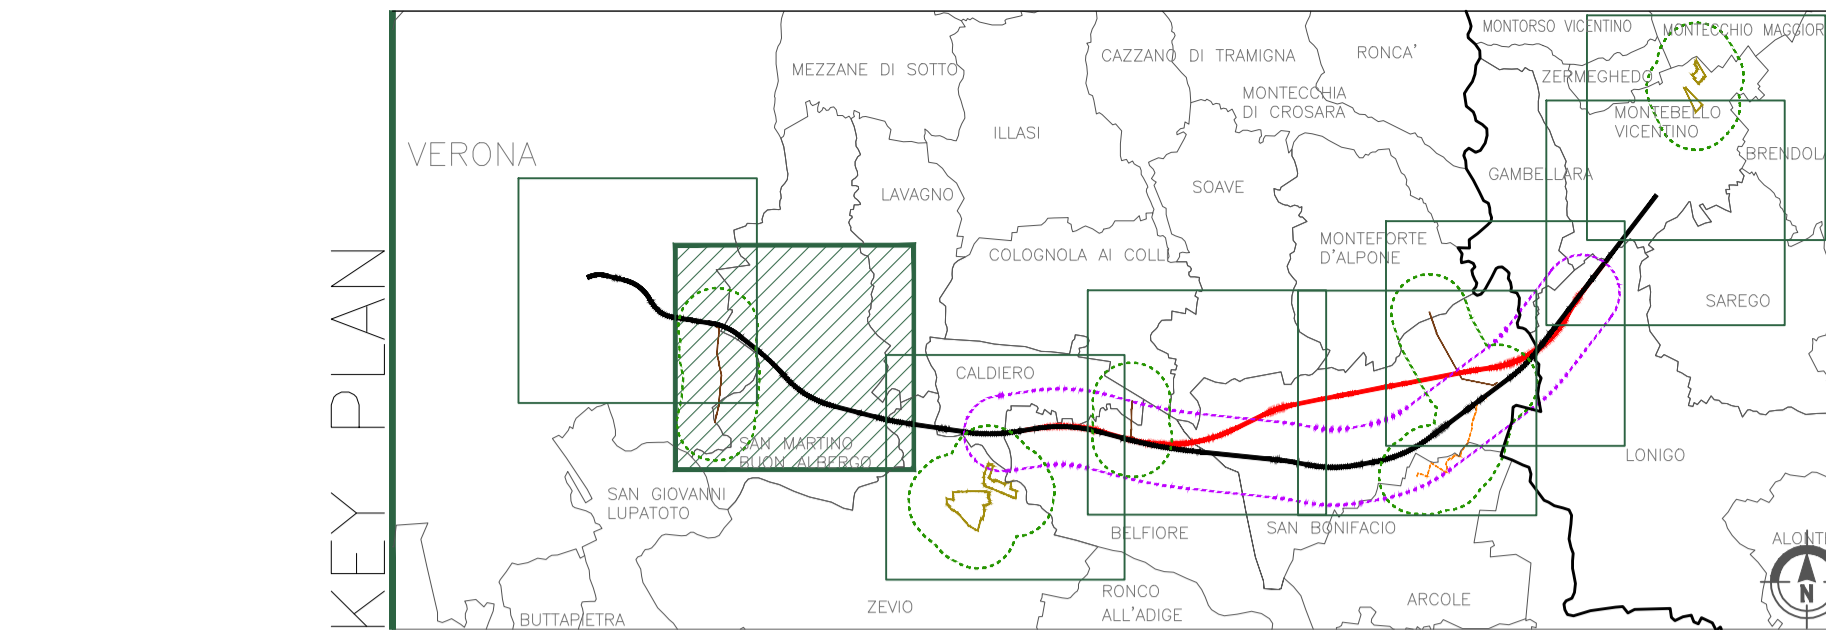 KEY PLAN
MONTORSO VICENTINO
MONTECCHIO MAGGIOR
MEZZANE DI SOTTO
CAZZANO DI TRAMIGNA
RONCA'
ZERMEGHEDO
MONTECCHIA
DI CROSARA
MONTEBELLO
VICENTINO
ILLASI
VERONA
BRENDOLA
GAMBELLARA
LAVAGNO
SOAVE
MONTEFORTE
D'ALPONE
COLOGNOLA AI COLLI
SAREGO
CALDIERO
SAN MARTINO
BUON ALBERGO
LONIGO
SAN GIOVANNI
LUPATOTO
SAN BONIFACIO
BELFIORE
ALONT
RONCO
ALL'ADIGE
ARCOLE
ZEVIO
BUTTAPIETRA
N